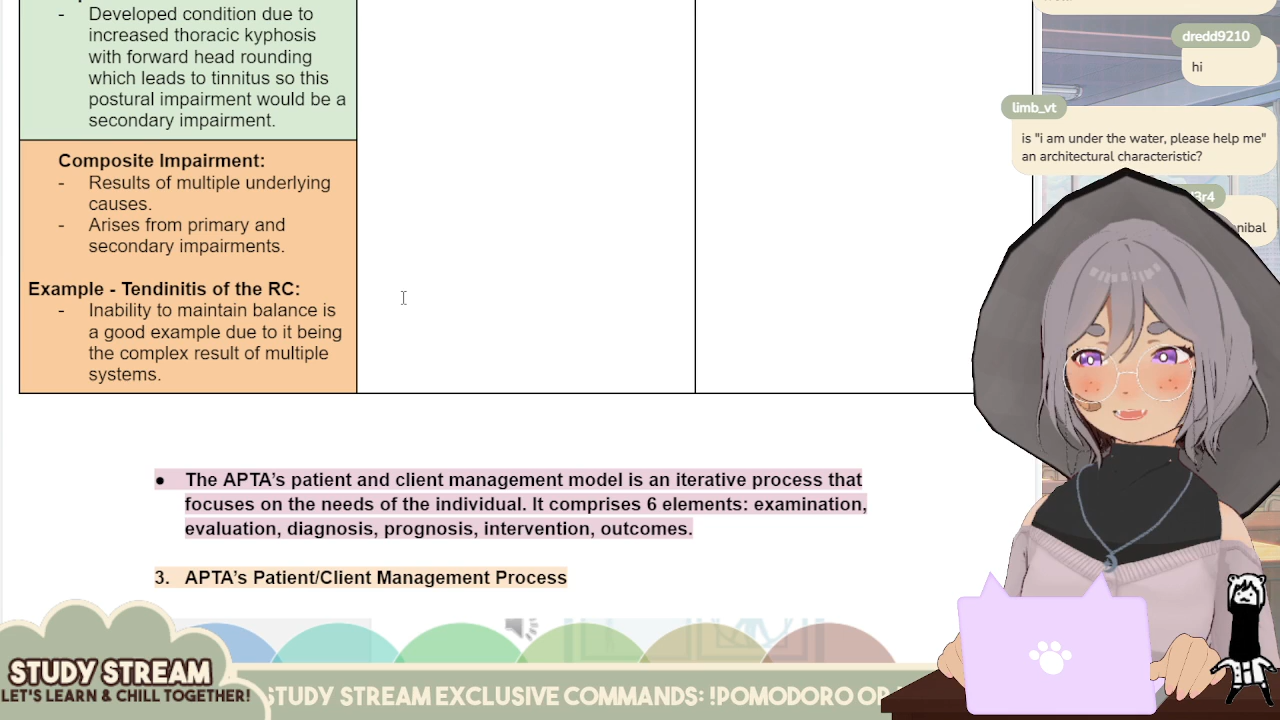 - Developed condition due to
increased thoracic kyphosis
with forward head rounding
which leads to tinnitus so this
postural impairment would be a
secondary impairment.
Composite Impairment:
- Results of multiple underlying
causes.
- Arises from primary and
secondary impairments.
Example - Tendinitis of the RC:
- Inability to maintain balance is
a good example due to it being
the complex result of multiple
systems.
● The APTA's patient and client management model is an iterative process that
focuses on the needs of the individual. It comprises 6 elements: examination,
evaluation, diagnosis, prognosis, intervention, outcomes.
3. APTA's Patient/Client Management Process
dredd9210
hi
limb_vt
is "i am under the water, please help me"
an architectural characteristic?
STUDY STREAM
LET'S LEARN & CHILL TOGETHER!
STUDY STREAM EXCLUSIVE COMMANDS: !POMODORO